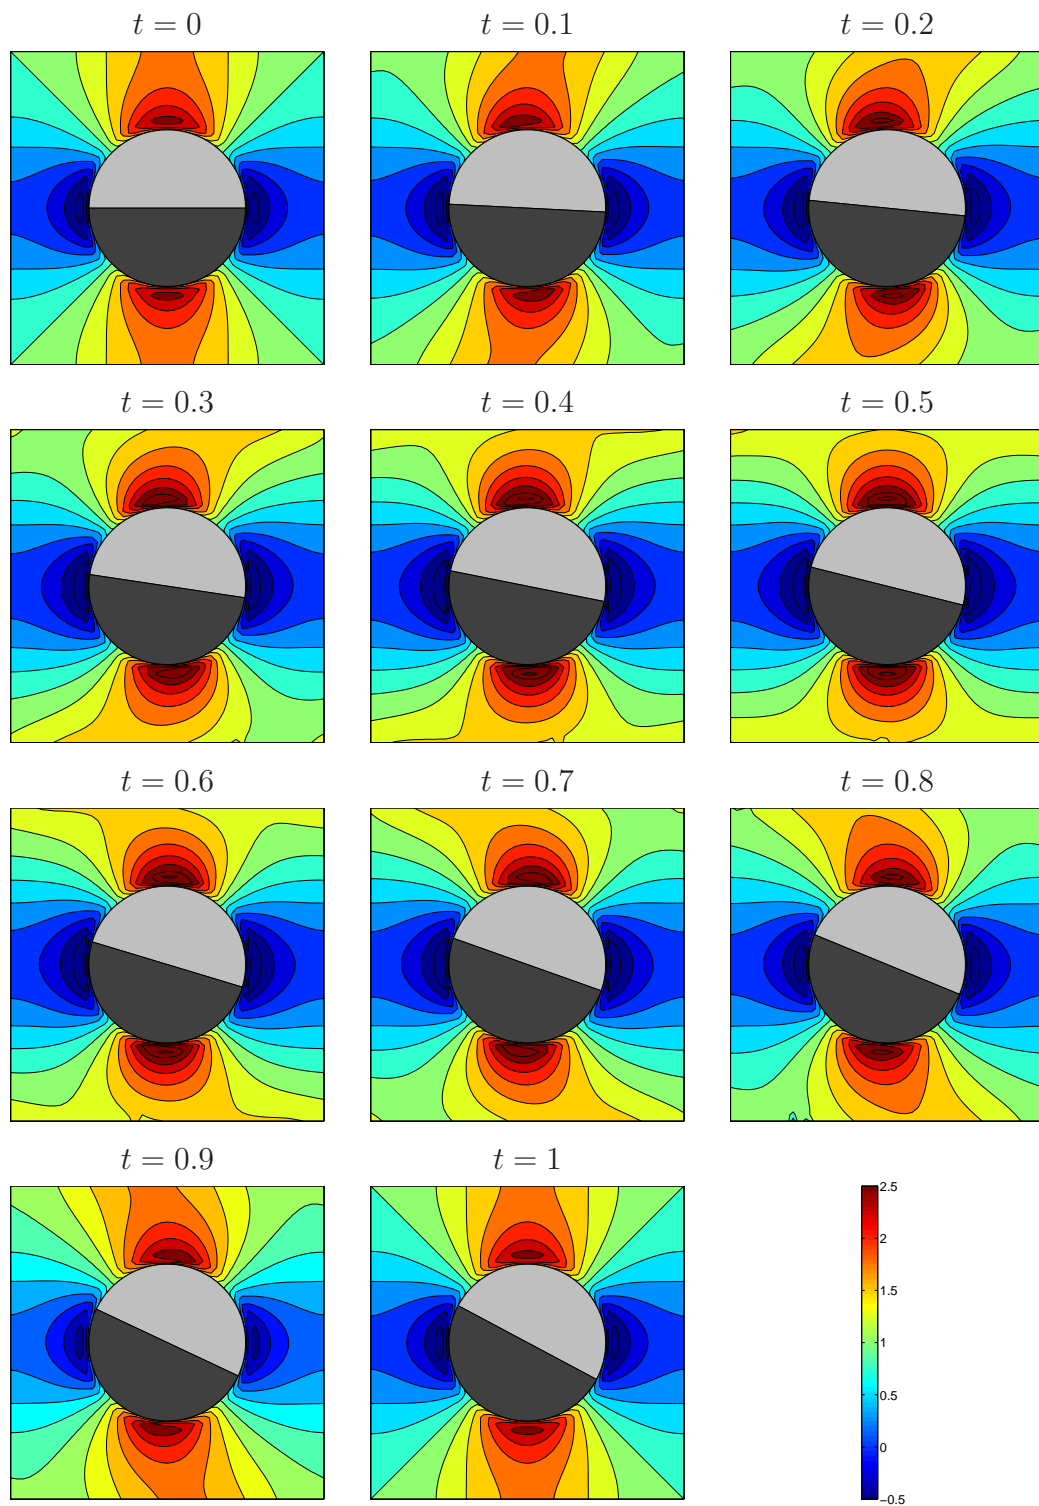 t = 0
t = 0.1
t = 0.2
t = 0.3
t = 0.4
t = 0.5
t = 0.6
t = 0.7
t = 0.8
t = 0.9
t = 1
2.5
2
1.5
1
0.5
0
−0.5